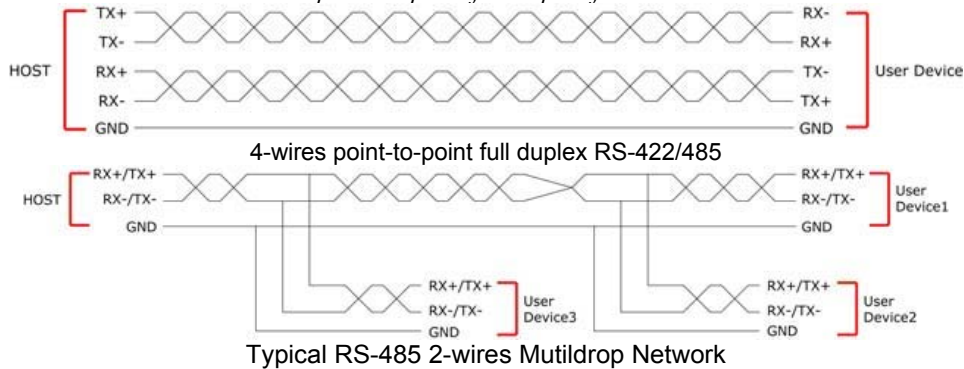 TX+ RX-
TX- RX+
HOST User Device
RX+ TX-
RX- TX+
GND GND
4-wires point-to-point full duplex RS-422/485
RX+/TX+ RX+/TX+
HOST User
RX-/TX- RX-/TX- Device1
GND GND
RX+/TX+ RX+/TX+
User User
RX-/TX- Device3 RX-/TX- Device2
GND GND
Typical RS-485 2-wires Mutildrop Network